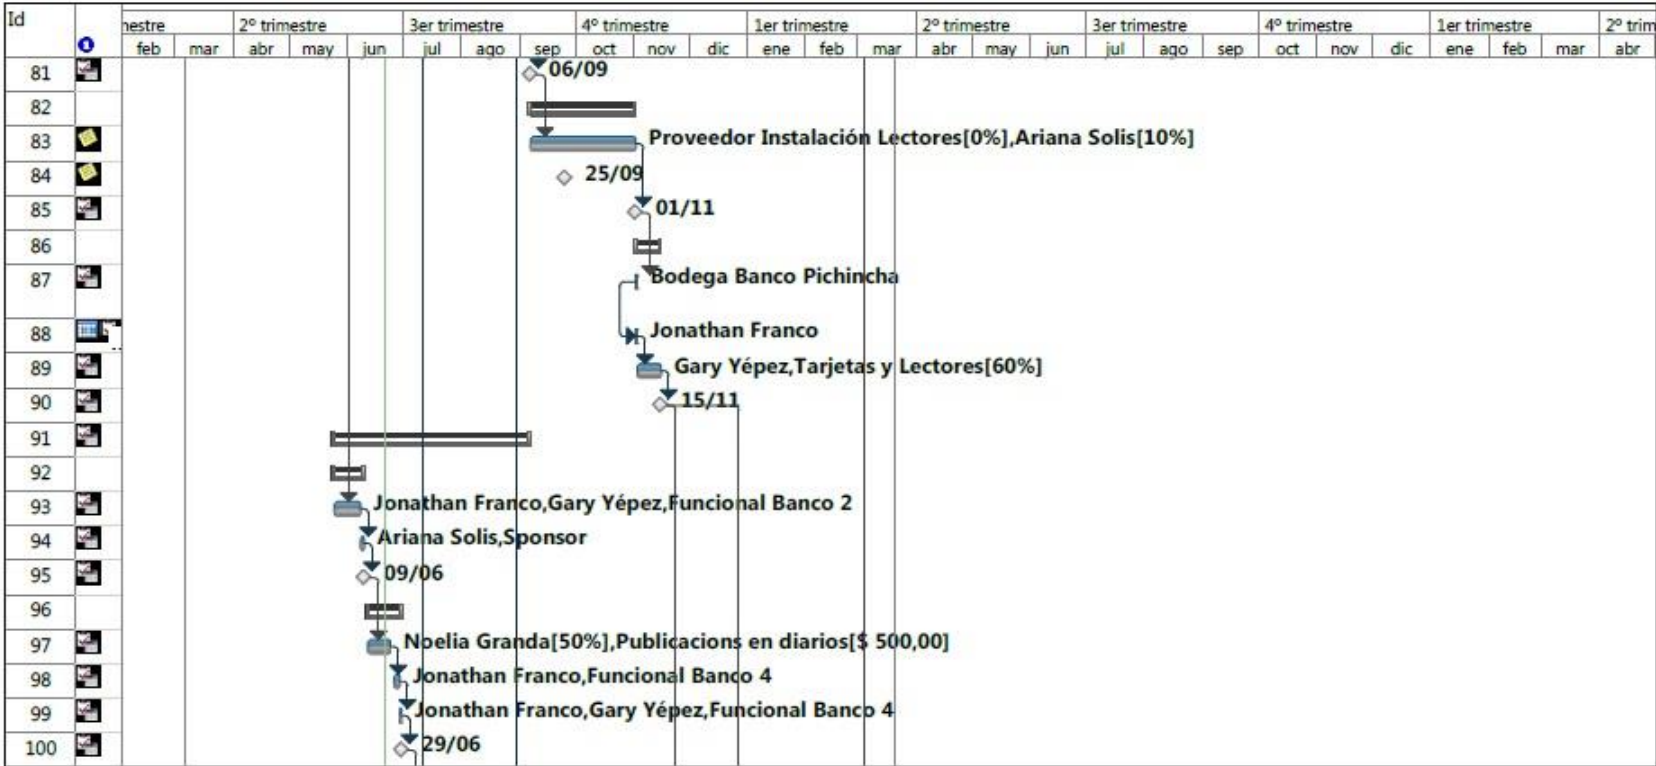 Id
nestre 2º trimestre 3er trimestre 4º trimestre 1er trimestre 2º trimestre 3er trimestre 4º trimestre 1er trimestre 2º trim
feb mar abr may jun jul ago sep oct nov dic ene feb mar abr may jun jul ago sep oct nov dic ene feb mar abr
81 06/09
82
83 Proveedor Instalación Lectores[0%],Ariana Solis[10%]
84 25/09
85 01/11
86
87 Bodega Banco Pichincha
88 Jonathan Franco
89 Gary Yépez,Tarjetas y Lectores[60%]
90 15/11
91
92
93 Jonathan Franco,Gary Yépez,Funcional Banco 2
94 Ariana Solis,Sponsor
95 09/06
96
97 Noelia Granda[50%],Publicacions en diarios[$ 500,00]
98 Jonathan Franco,Funcional Banco 4
99 Jonathan Franco,Gary Yépez,Funcional Banco 4
100 29/06